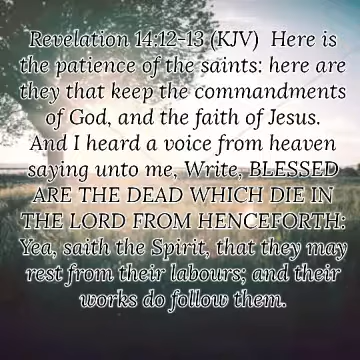 Revelation 14:12-13 (KJV)  Here is
the patience of the saints: here are
they that keep the commandments
of God, and the faith of Jesus.
And I heard a voice from heaven
saying unto me, Write, BLESSED
ARE THE DEAD WHICH DIE IN
THE LORD FROM HENCEFORTH:
Yea, saith the Spirit, that they may
rest from their labours; and their
works do follow them.